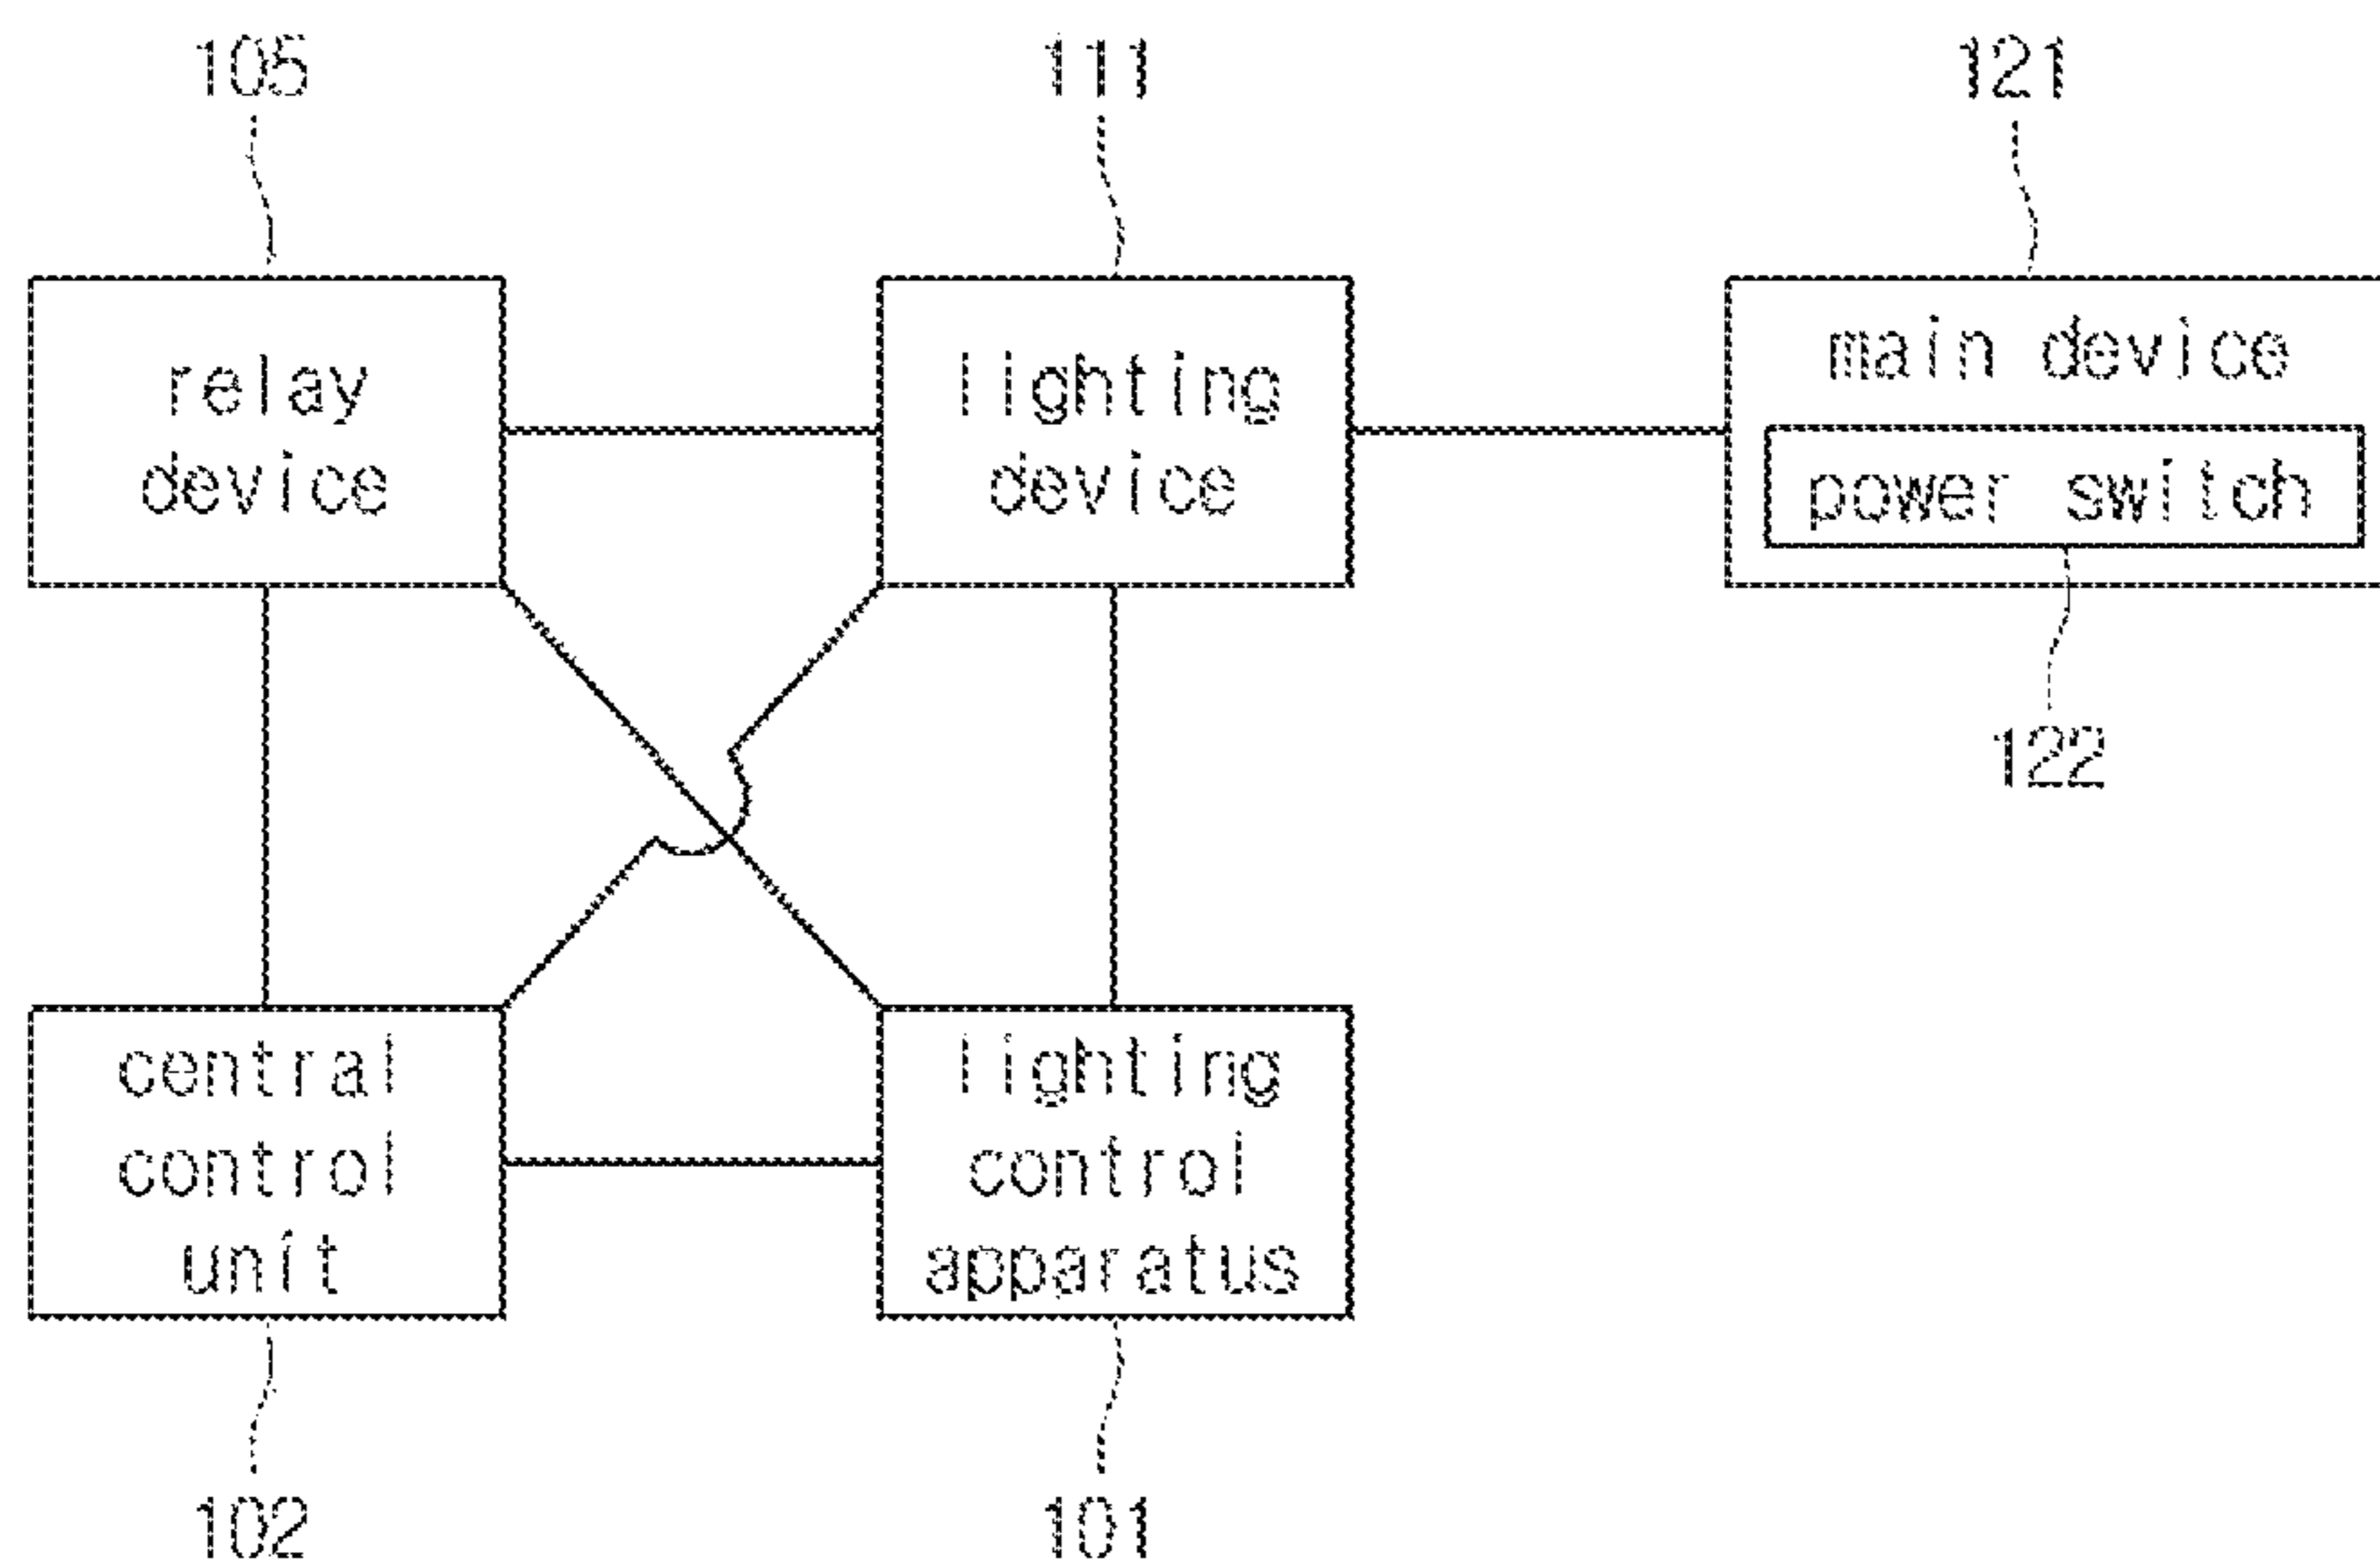 105
111
121
relay
device
lighting
device
main device
power switch
122
central
control
unit
lighting
control
apparatus
102
101